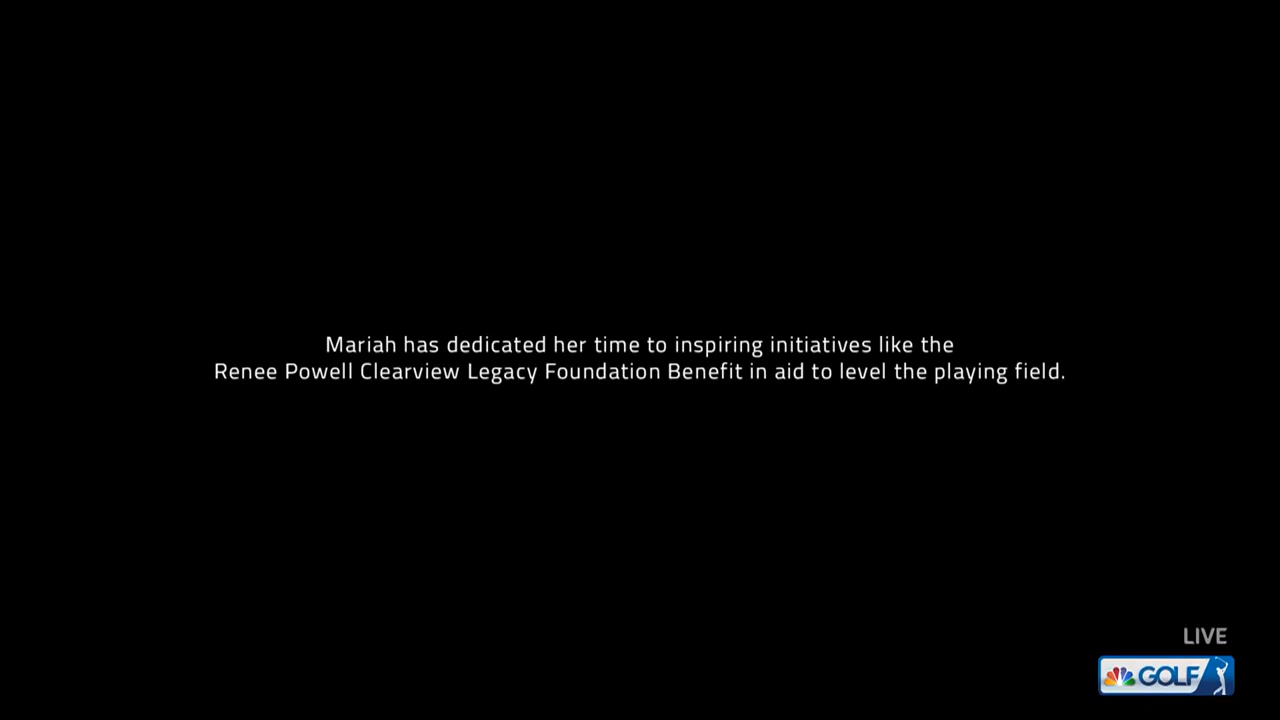 Mariah has dedicated her time to inspiring initiatives like the
Renee Powell Clearview Legacy Foundation Benefit in aid to level the playing field.
LIVE
GOLF